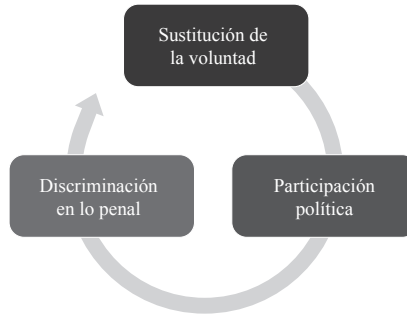 Sustitución de
la voluntad
Discriminación
en lo penal
Participación
política